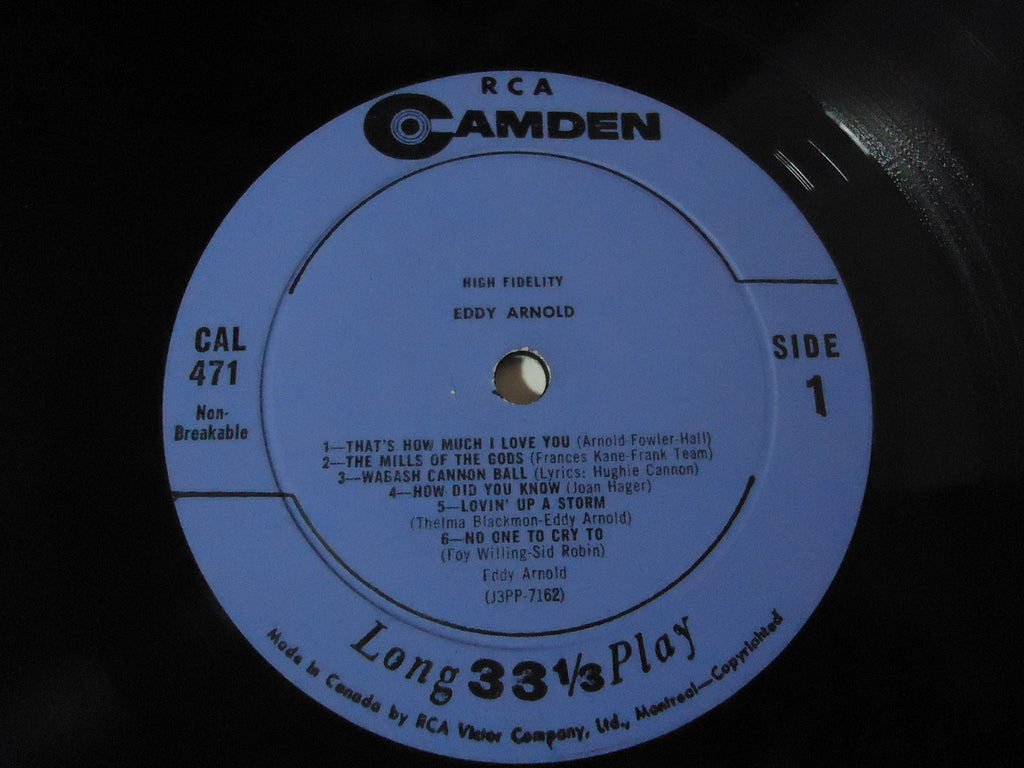 RCA
CAMDEN
HIGH FIDELITY
EDDY ARNOLD
CAL
471
Non-
Breakable
SIDE
1
1—THAT'S HOW MUCH I LOVE YOU (Arnold-Fowler-Hall)
2—THE MILLS OF THE GODS (Frances Kane-Frank Team)
3—WABASH CANNON BALL (Lyrics: Hughie Cannon)
4—HOW DID YOU KNOW (Joan Hager)
5—LOVIN' UP A STORM
(Thelma Blackmon-Eddy Arnold)
6—NO ONE TO CRY TO
(Foy Willing-Sid Robin)
Eddy Arnold
(J3PP-7162)
Long 33 1/3 Play
Made in Canada by RCA Victor Company, Ltd., Montreal—Copyrighted